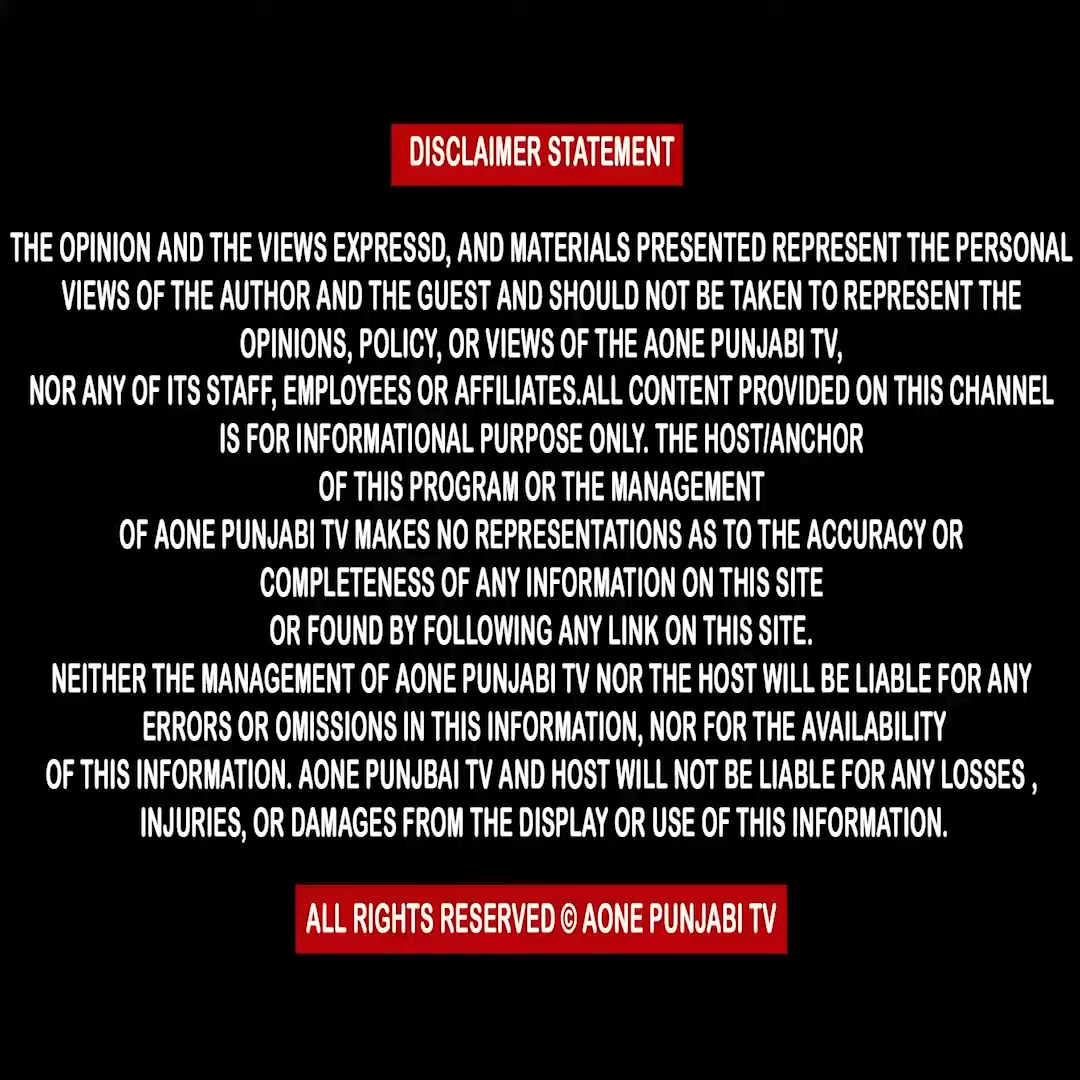 DISCLAIMER STATEMENT
THE OPINION AND THE VIEWS EXPRESSD, AND MATERIALS PRESENTED REPRESENT THE PERSONAL
VIEWS OF THE AUTHOR AND THE GUEST AND SHOULD NOT BE TAKEN TO REPRESENT THE
OPINIONS, POLICY, OR VIEWS OF THE AONE PUNJABI TV,
NOR ANY OF ITS STAFF, EMPLOYEES OR AFFILIATES.ALL CONTENT PROVIDED ON THIS CHANNEL
IS FOR INFORMATIONAL PURPOSE ONLY. THE HOST/ANCHOR
OF THIS PROGRAM OR THE MANAGEMENT
OF AONE PUNJABI TV MAKES NO REPRESENTATIONS AS TO THE ACCURACY OR
COMPLETENESS OF ANY INFORMATION ON THIS SITE
OR FOUND BY FOLLOWING ANY LINK ON THIS SITE.
NEITHER THE MANAGEMENT OF AONE PUNJABI TV NOR THE HOST WILL BE LIABLE FOR ANY
ERRORS OR OMISSIONS IN THIS INFORMATION, NOR FOR THE AVAILABILITY
OF THIS INFORMATION. AONE PUNJBAI TV AND HOST WILL NOT BE LIABLE FOR ANY LOSSES ,
INJURIES, OR DAMAGES FROM THE DISPLAY OR USE OF THIS INFORMATION.
ALL RIGHTS RESERVED © AONE PUNJABI TV